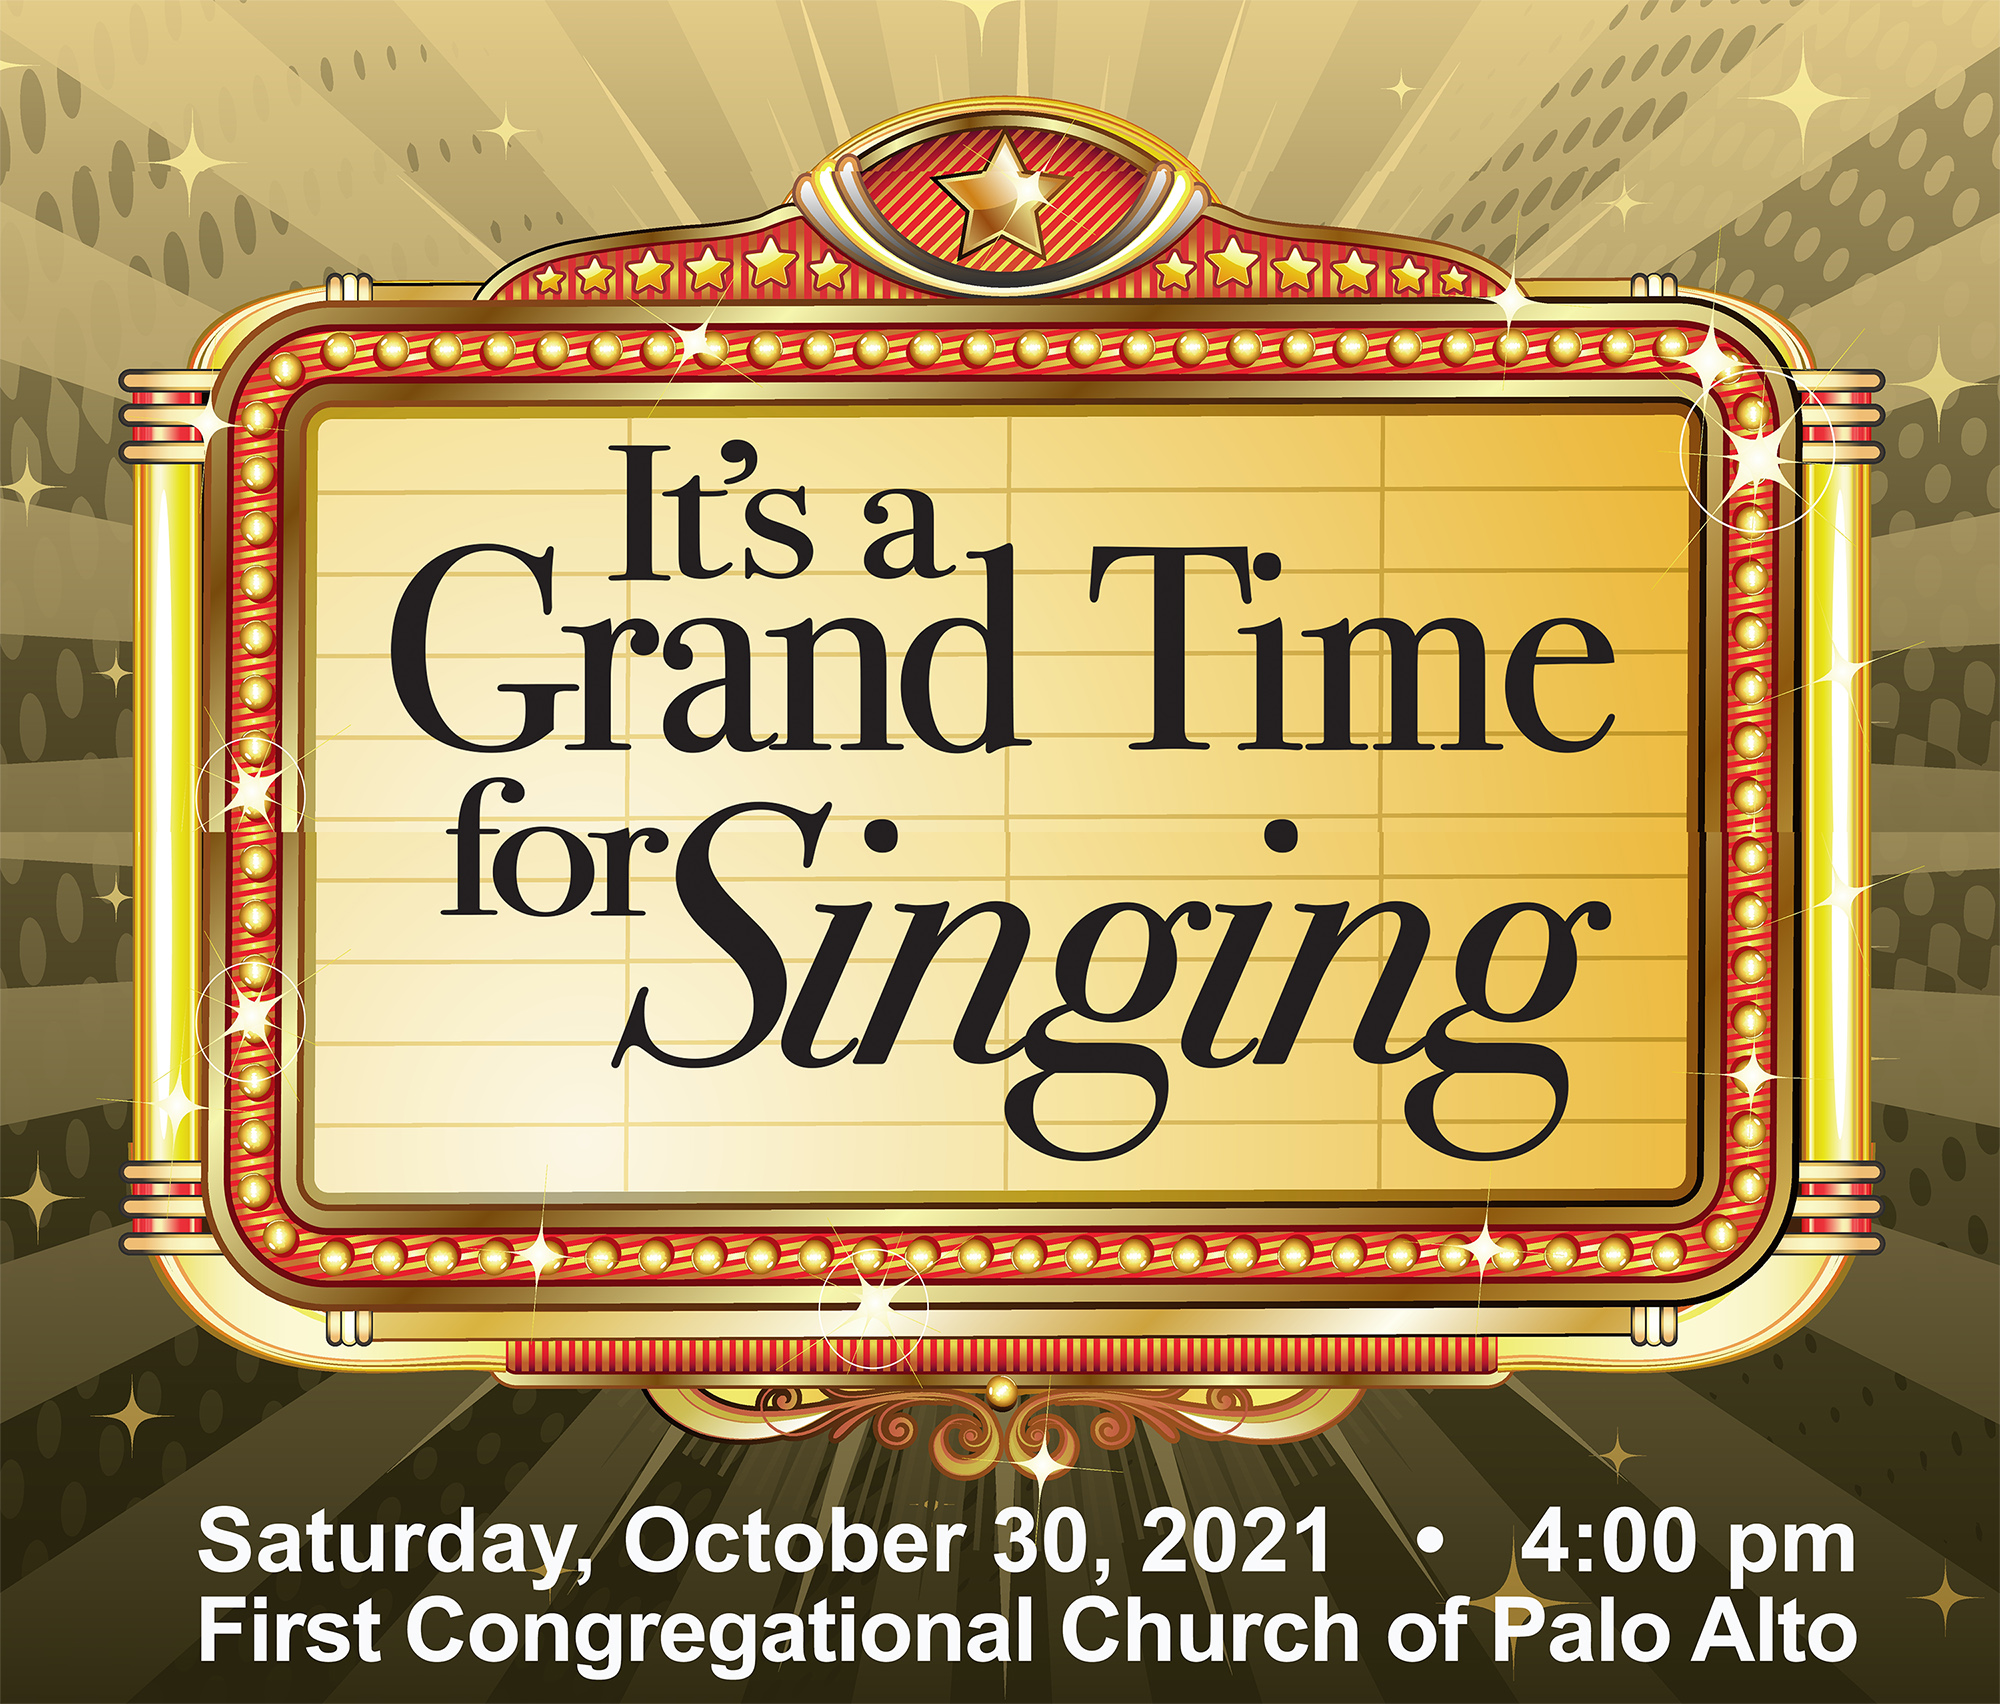 It's a
Grand Time
for Singing
Saturday, October 30, 2021 • 4:00 pm
First Congregational Church of Palo Alto